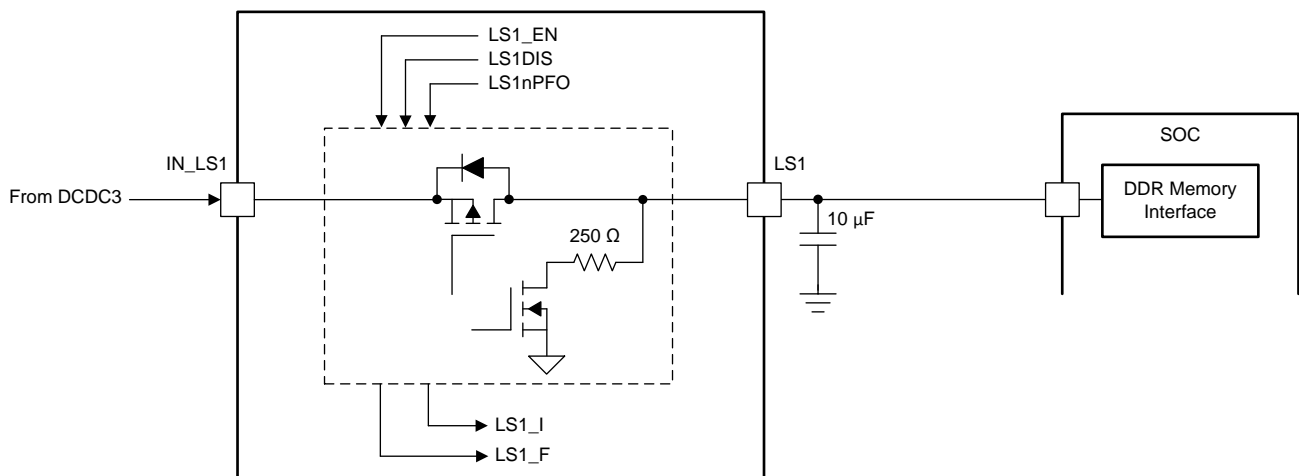 LS1_EN
LS1DIS
LS1nPFO
IN_LS1
LS1
SOC
From DCDC3
DDR Memory
Interface
10 µF
250 Ω
LS1_I
LS1_F